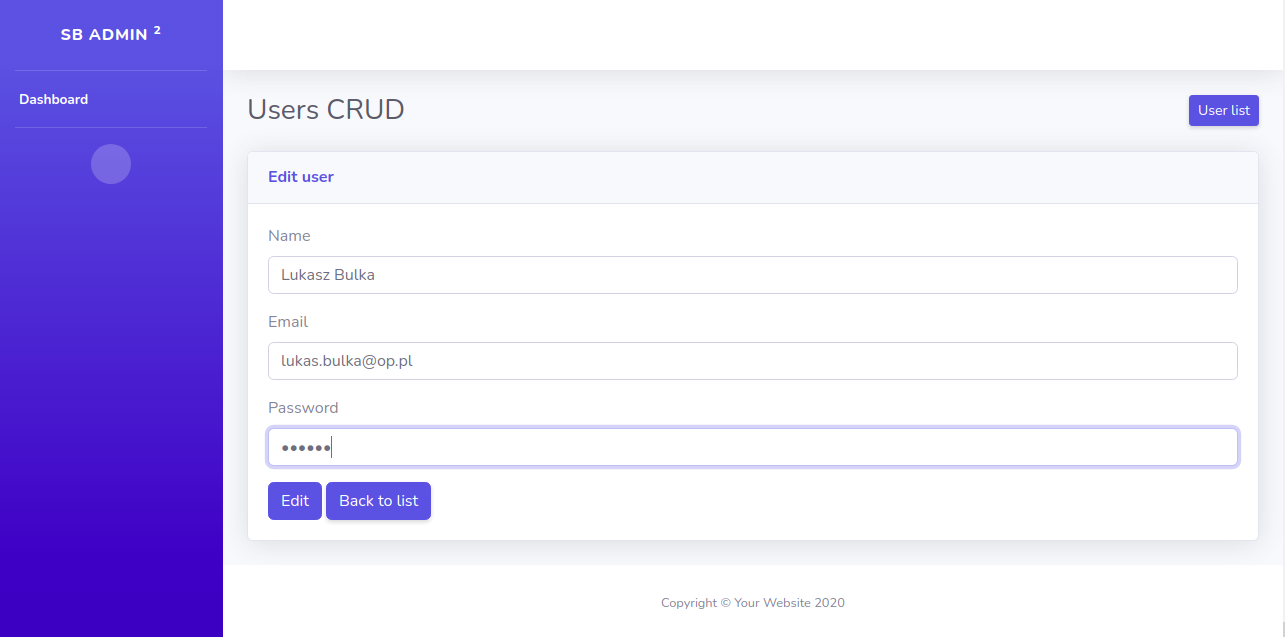 SB ADMIN 2
Dashboard
Users CRUD
User list
Edit user
Name
Lukasz Bulka
Email
lukas.bulka@op.pl
Password
••••••
Edit
Back to list
Copyright © Your Website 2020